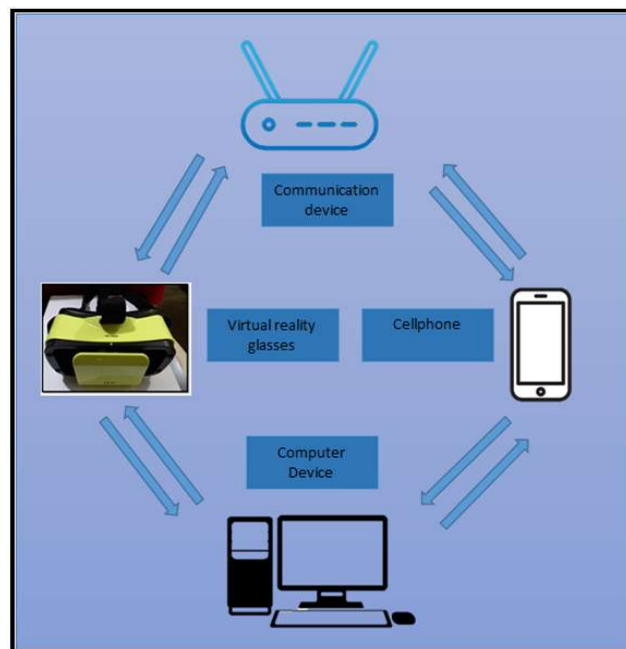 Communication
device
Virtual reality
glasses
Cellphone
Computer
Device